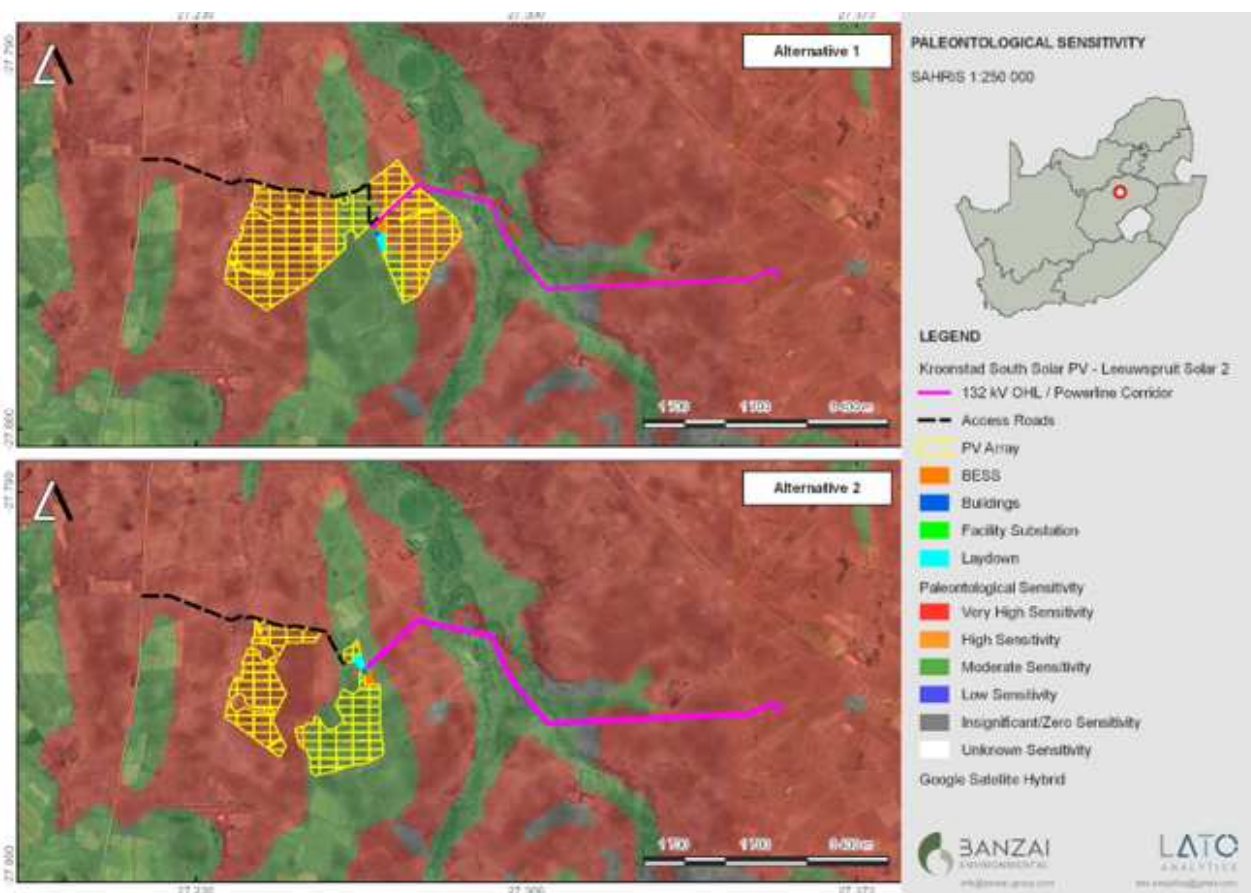 Alternative 1
Alternative 2
PALEONTOLOGICAL SENSITIVITY
SAHRIS 1:250 000
LEGEND
Kroonstad South Solar PV - Leeuwspruit Solar 2
132 kV OHL / Powerline Corridor
Access Roads
PV Array
BESS
Buildings
Facility Substation
Laydown
Paleontological Sensitivity
Very High Sensitivity
High Sensitivity
Moderate Sensitivity
Low Sensitivity
Insignificant/Zero Sensitivity
Unknown Sensitivity
Google Satellite Hybrid
BANZAI
ENVIRONMENTAL
LATO
ANALYTICS